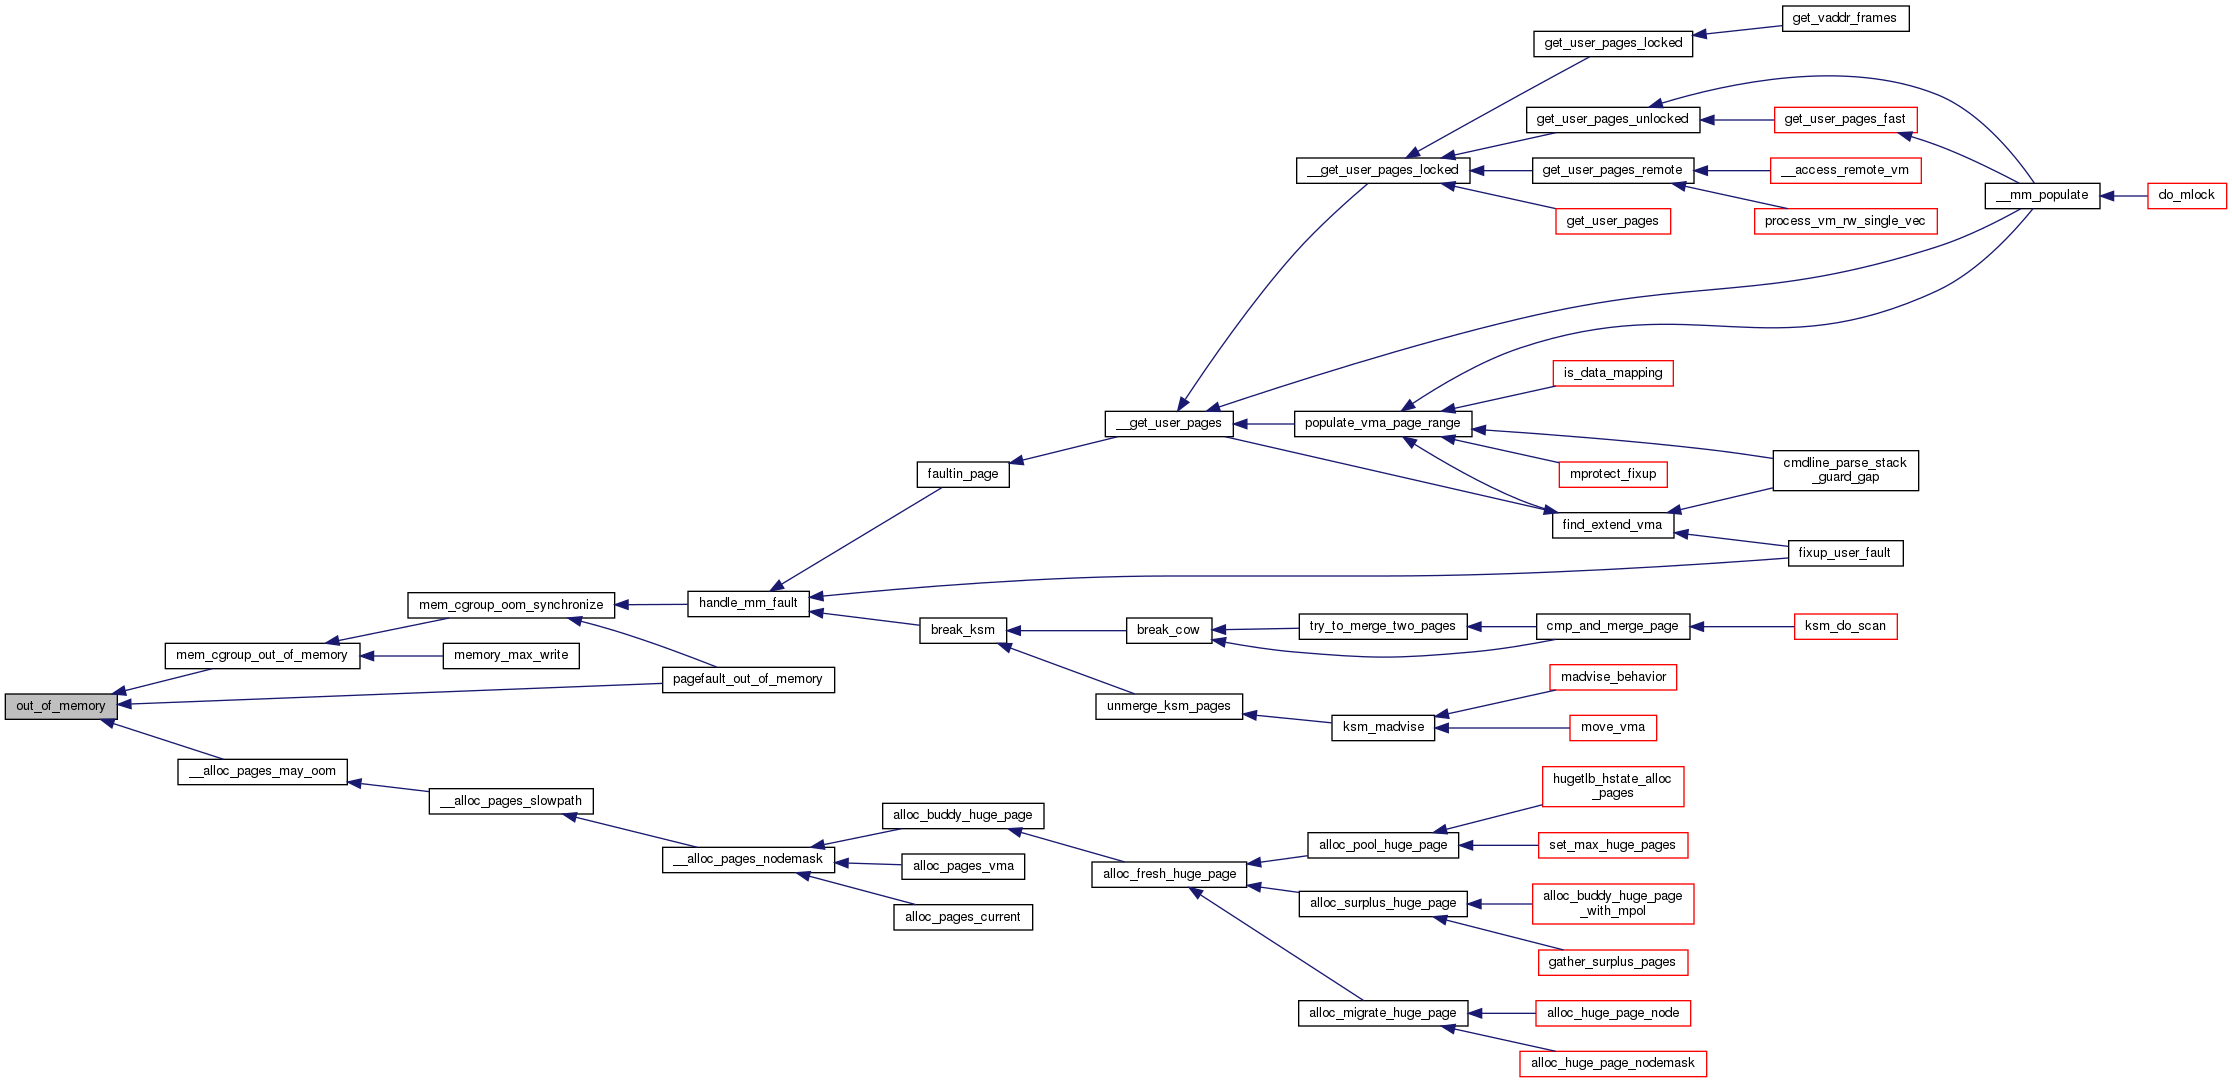 get_vaddr_frames
get_user_pages_locked
get_user_pages_unlocked
get_user_pages_fast
__get_user_pages_locked
get_user_pages_remote
__access_remote_vm
__mm_populate
do_mlock
get_user_pages
process_vm_rw_single_vec
is_data_mapping
__get_user_pages
populate_vma_page_range
faultin_page
mprotect_fixup
cmdline_parse_stack
_guard_gap
find_extend_vma
fixup_user_fault
mem_cgroup_oom_synchronize
handle_mm_fault
break_ksm
break_cow
try_to_merge_two_pages
cmp_and_merge_page
ksm_do_scan
mem_cgroup_out_of_memory
memory_max_write
pagefault_out_of_memory
madvise_behavior
out_of_memory
unmerge_ksm_pages
ksm_madvise
move_vma
__alloc_pages_may_oom
__alloc_pages_slowpath
hugetlb_hstate_alloc
_pages
alloc_buddy_huge_page
alloc_pool_huge_page
set_max_huge_pages
__alloc_pages_nodemask
alloc_pages_vma
alloc_fresh_huge_page
alloc_surplus_huge_page
alloc_buddy_huge_page
_with_mpol
alloc_pages_current
gather_surplus_pages
alloc_migrate_huge_page
alloc_huge_page_node
alloc_huge_page_nodemask